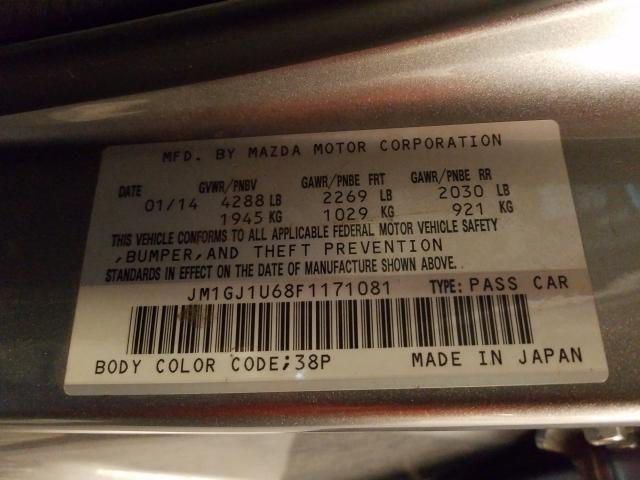 MFD. BY MAZDA MOTOR CORPORATION
DATE GVWR/PNBV GAWR/PNBE FRT GAWR/PNBE RR
01/14 4288 LB 2269 LB 2030 LB
1945 KG 1029 KG 921 KG
THIS VEHICLE CONFORMS TO ALL APPLICABLE FEDERAL MOTOR VEHICLE SAFETY
,BUMPER,AND THEFT PREVENTION
STANDARDS IN EFFECT ON THE DATE OF MANUFACTURE SHOWN ABOVE.
JM1GJ1U68F1171081 TYPE: PASS CAR
BODY COLOR CODE;38P MADE IN JAPAN